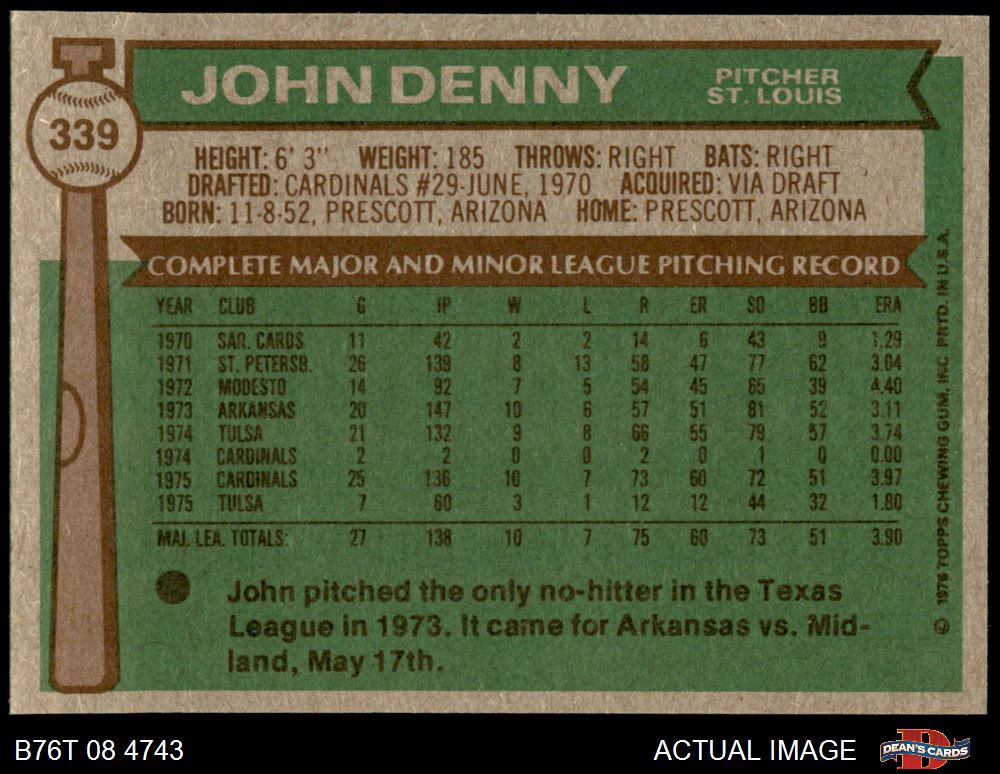 339
JOHN DENNY
PITCHER
ST. LOUIS
HEIGHT: 6' 3" WEIGHT: 185 THROWS: RIGHT BATS: RIGHT
DRAFTED: CARDINALS #29-JUNE, 1970 ACQUIRED: VIA DRAFT
BORN: 11-8-52, PRESCOTT, ARIZONA HOME: PRESCOTT, ARIZONA
COMPLETE MAJOR AND MINOR LEAGUE PITCHING RECORD
YEAR CLUB G IP W L R ER SO BB ERA
1970 SAR. CARDS 11 42 2 2 14 6 43 9 1.29
1971 ST. PETERSB. 26 139 8 13 58 47 77 62 3.04
1972 MODESTO 14 92 7 5 54 45 65 39 4.40
1973 ARKANSAS 20 147 10 6 57 51 81 52 3.11
1974 TULSA 21 132 9 8 66 55 79 57 3.74
1974 CARDINALS 2 2 0 0 2 0 1 0 0.00
1975 CARDINALS 25 136 10 7 73 60 72 51 3.97
1975 TULSA 7 60 3 1 12 12 44 32 1.80
MAJ. LEA. TOTALS: 27 138 10 7 75 60 73 51 3.90
John pitched the only no-hitter in the Texas
League in 1973. It came for Arkansas vs. Mid-
land, May 17th.
© 1976 TOPPS CHEWING GUM, INC PRTD. IN U.S.A.
B76T 08 4743
ACTUAL IMAGE
DEAN'S CARDS